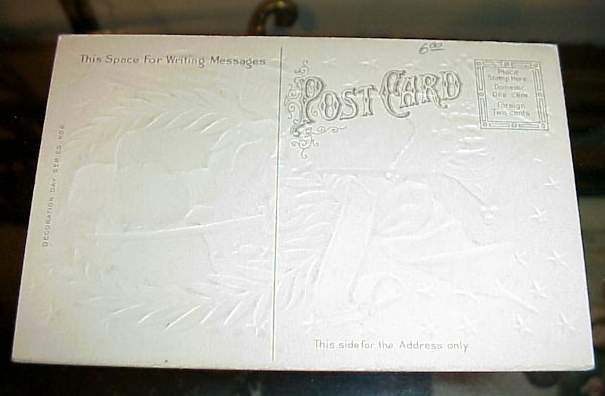 This Space For Writing Messages
6 00
POST CARD
Place
Stamp Here
Domestic
One Cent
Foreign
Two Cents
DECORATION DAY SERIES
This side for the Address only